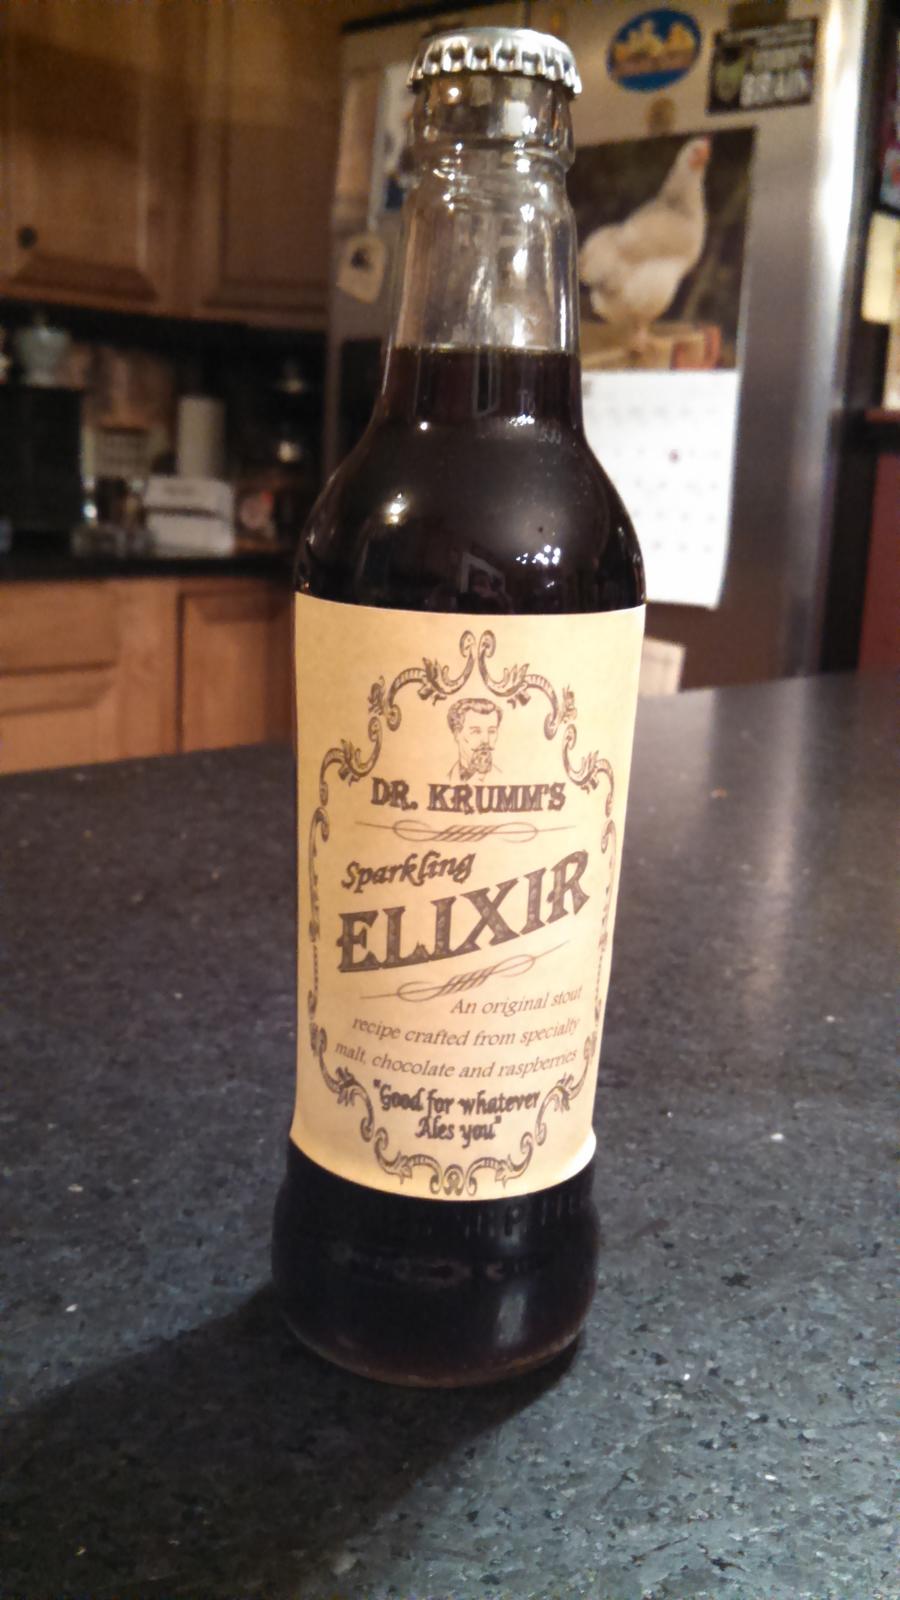 DR. KRUMM'S
Sparkling
ELIXIR
An original stout
recipe crafted from specialty
malt, chocolate and raspberries
"Good for whatever
Ales you"
BRAIN